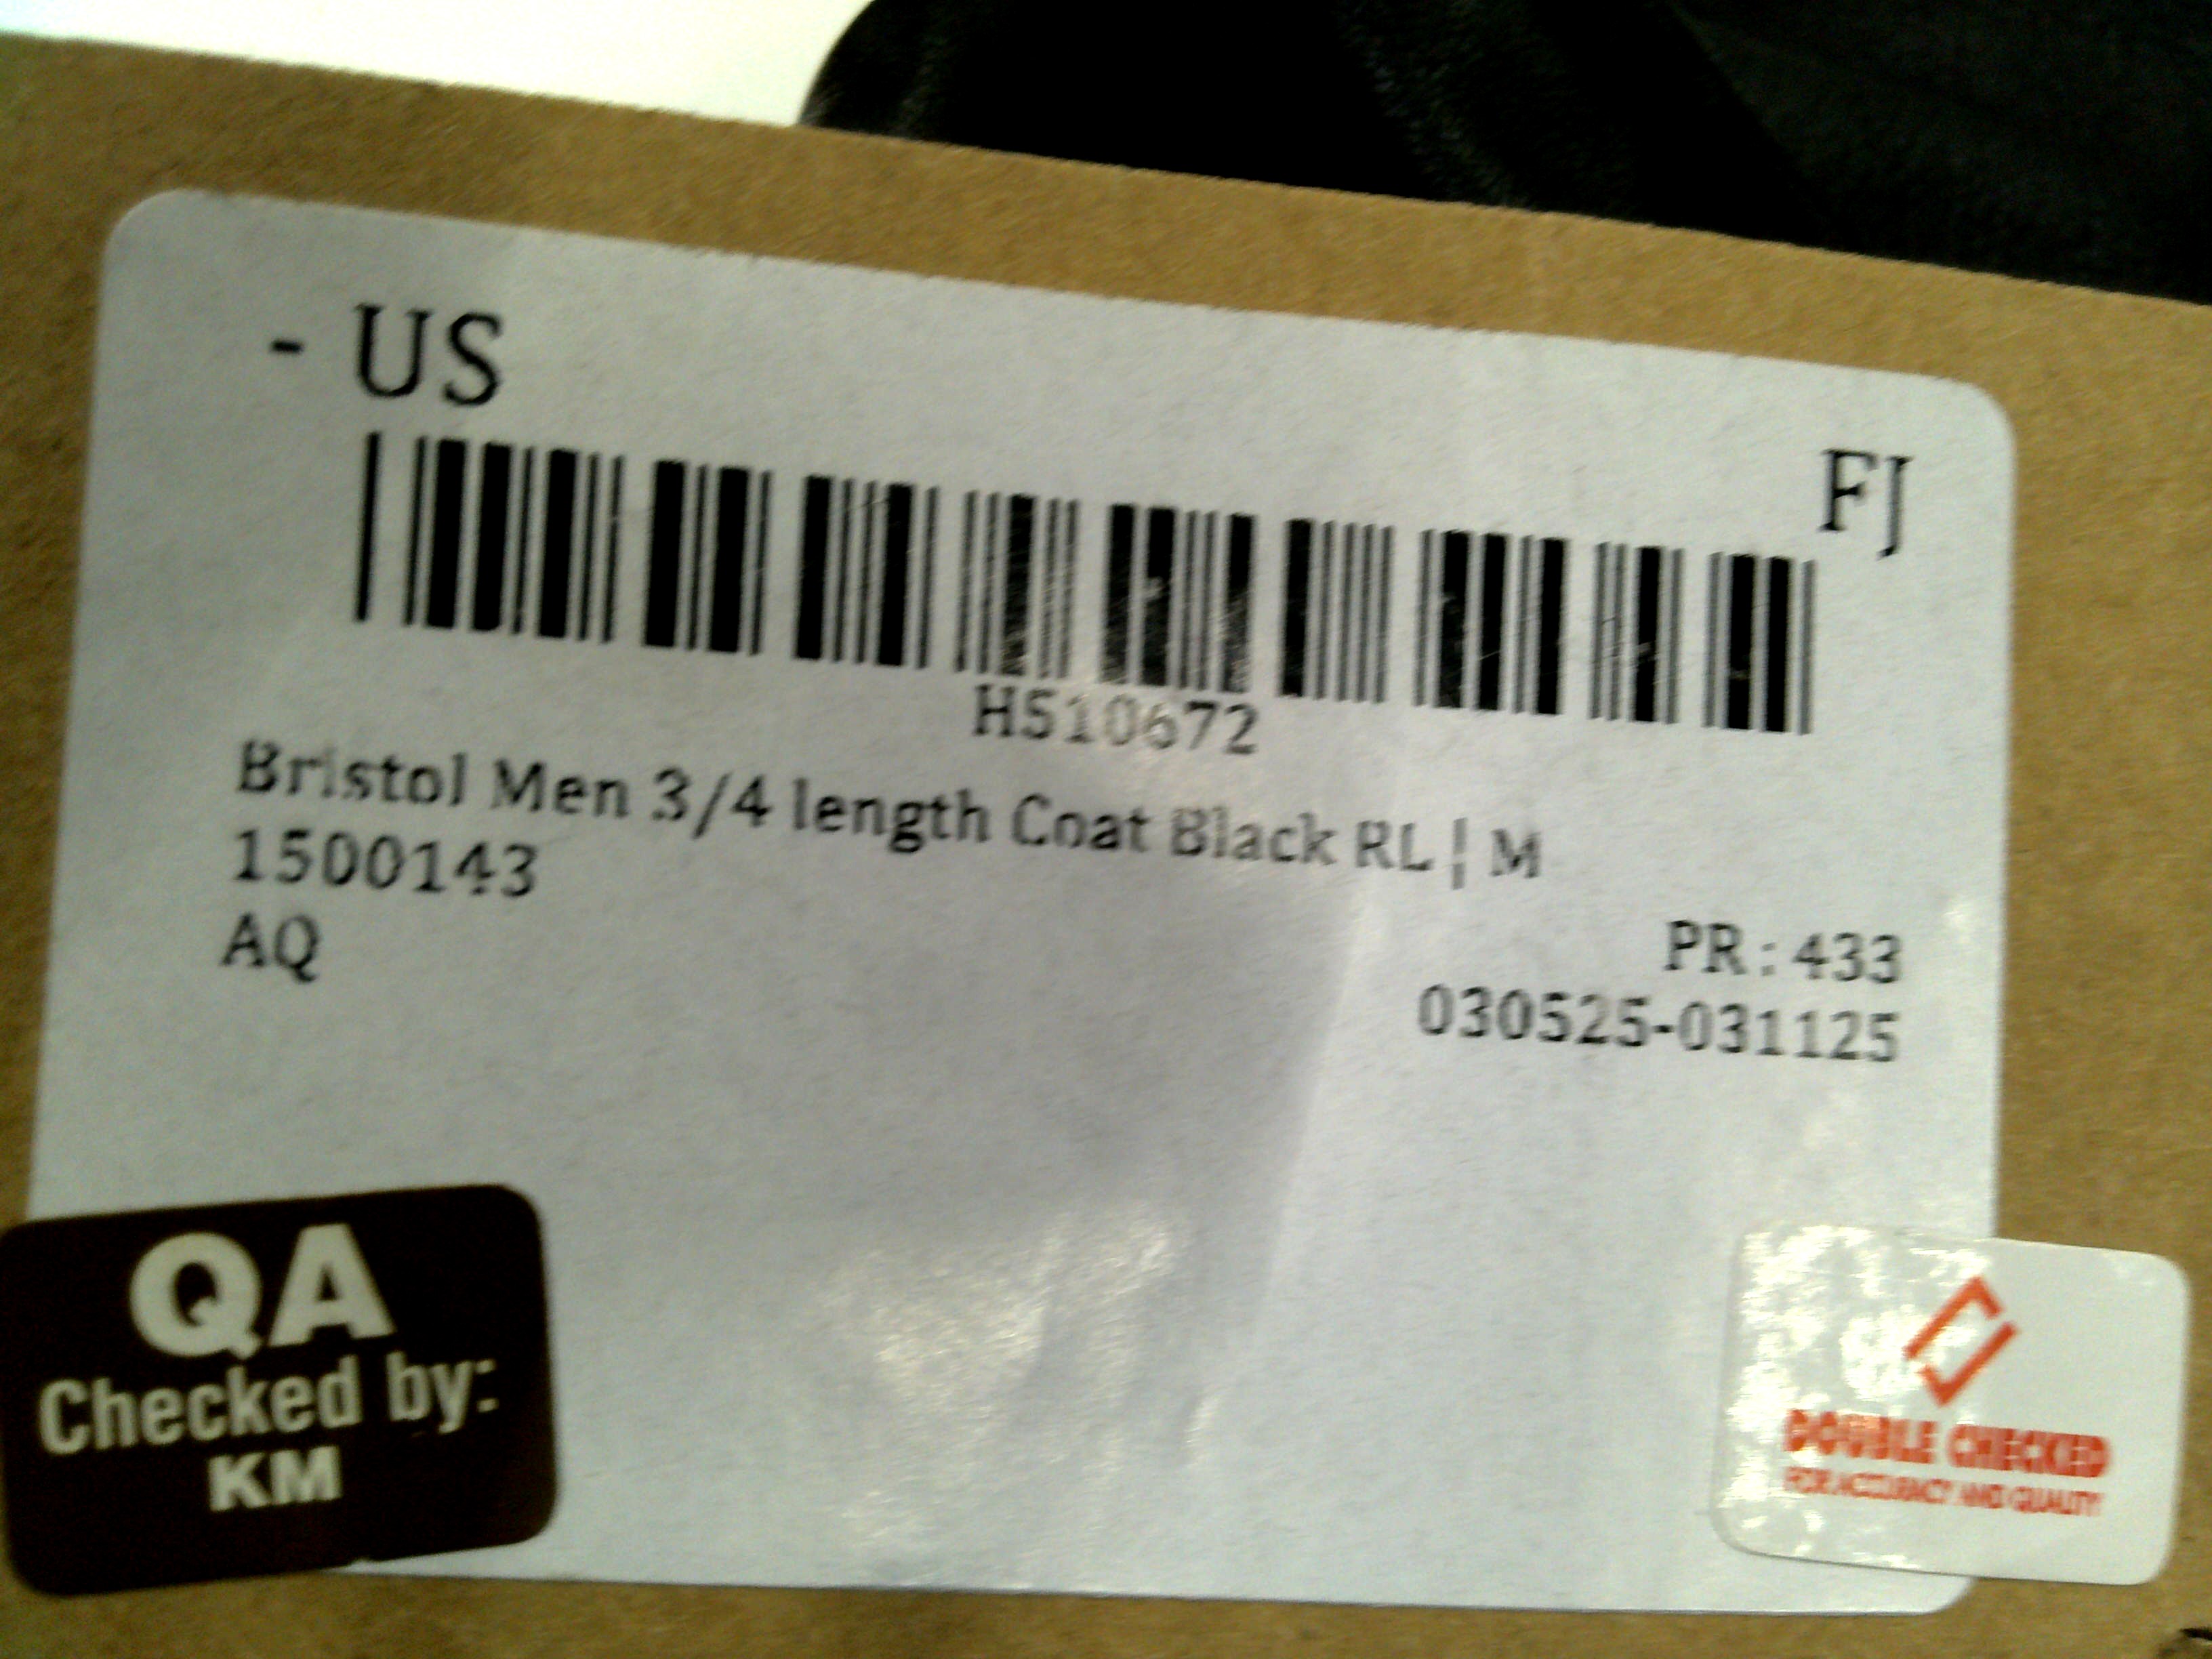 - US
FJ
H510672
Bristol Men 3/4 length Coat Black RL | M
1500143
AQ
PR: 433
030525-031125
QA
Checked by:
KM
DOUBLE CHECKED
FOR ACCURACY AND QUALITY